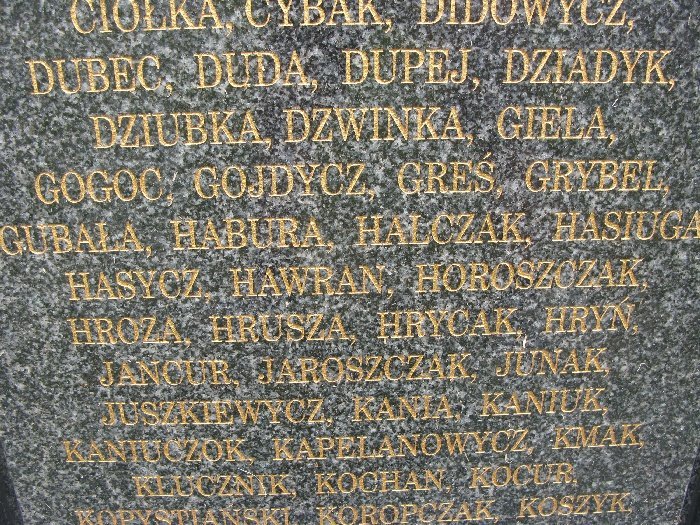 CIOŁKA, CYBAK, DIDOWYCZ,
DUBEC, DUDA, DUPEJ, DZIADYK,
DZIUBKA, DZWINKA, GIELA,
GOGOC, GOJDYCZ, GREŚ, GRYBEL,
GUBAŁA, HABURA, HALCZAK, HASIUGA
HASYCZ, HAWRAN, HOROSZCZAK,
HROZA, HRUSZA, HRYCAK, HRYŃ,
JANCUR, JAROSZCZAK, JUNAK,
JUSZKIEWYCZ, KANIA, KANIUK,
KANIUCZOK, KAPELANOWYCZ, KMAK,
KLUCZNIK, KOCHAN, KOCUR,
KOPYSTIAŃSKI, KOROPCZAK, KOSZYK,